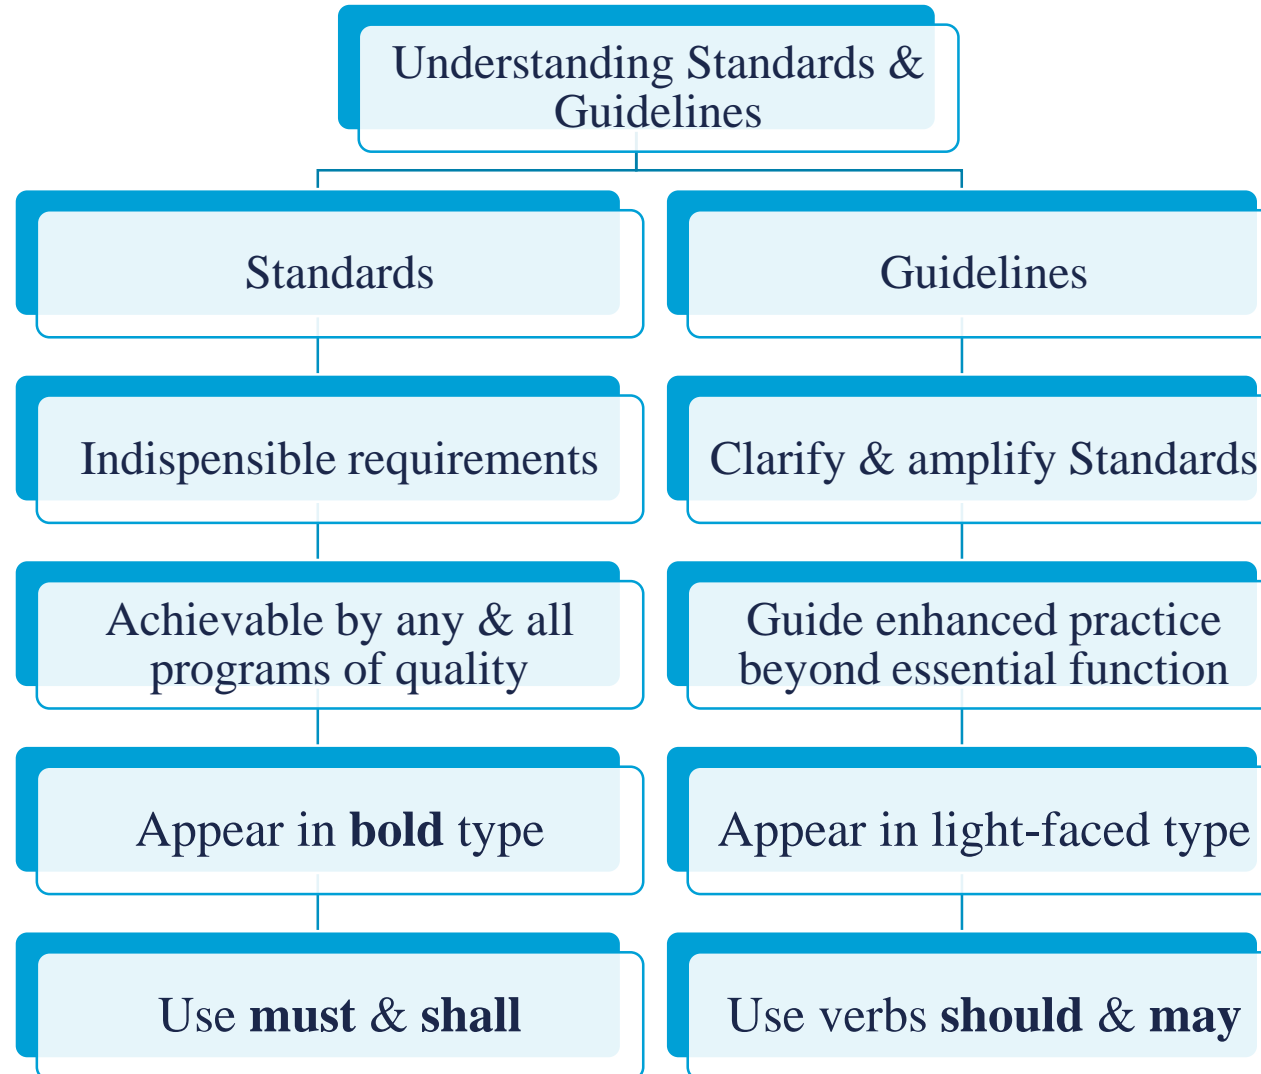 Understanding Standards &
Guidelines
Standards
Guidelines
Indispensible requirements
Clarify & amplify Standards
Achievable by any & all
programs of quality
Guide enhanced practice
beyond essential function
Appear in bold type
Appear in light-faced type
Use must & shall
Use verbs should & may